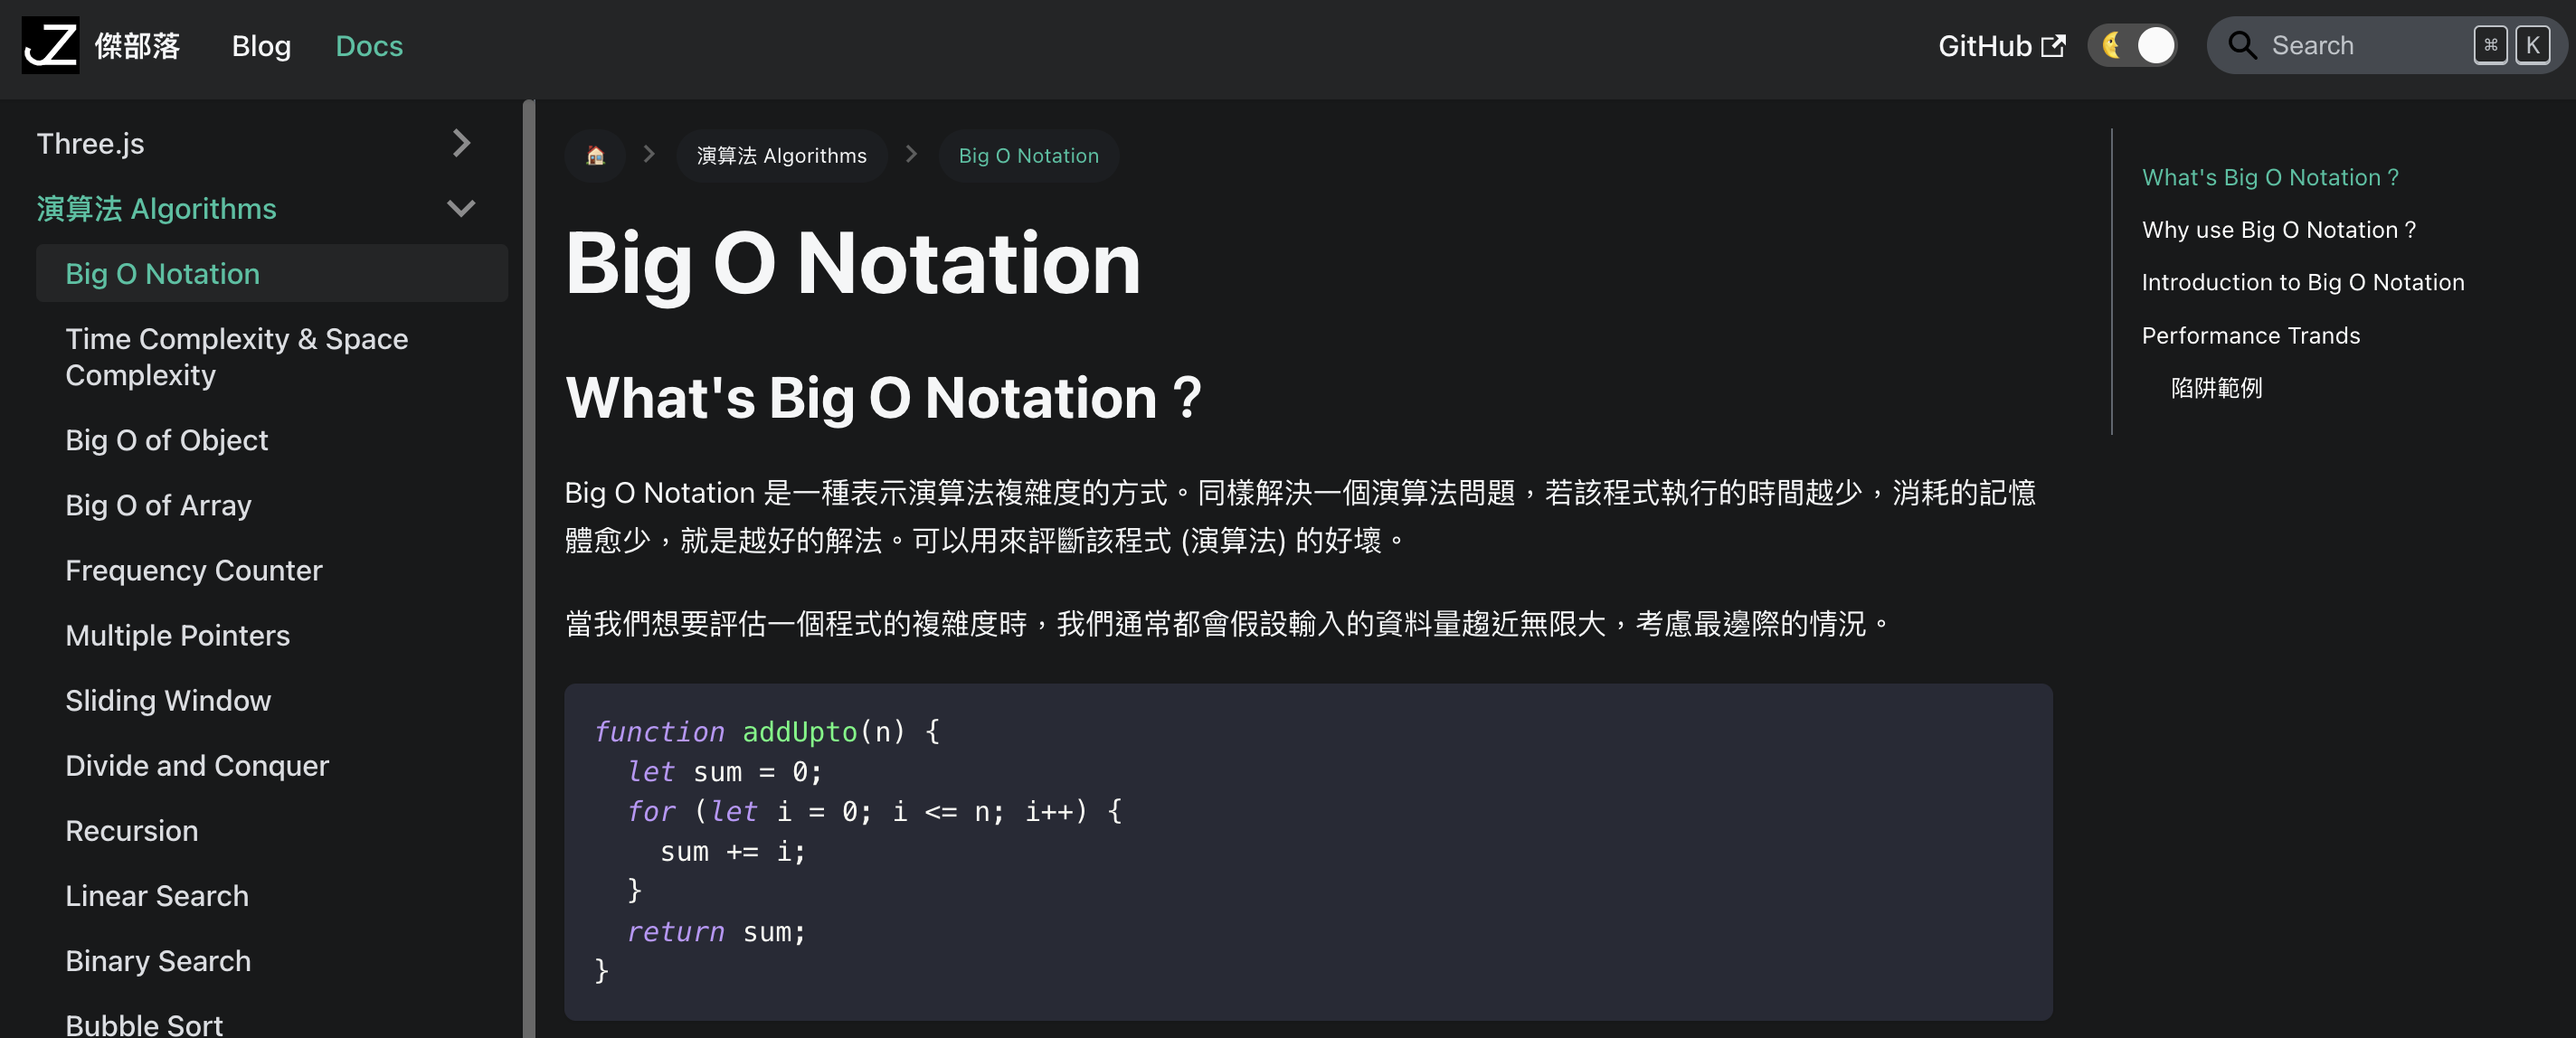 JZ 傑部落 Blog Docs GitHub Search ⌘ K
Three.js
演算法 Algorithms
Big O Notation
Time Complexity & Space
Complexity
Big O of Object
Big O of Array
Frequency Counter
Multiple Pointers
Sliding Window
Divide and Conquer
Recursion
Linear Search
Binary Search
Bubble Sort
演算法 Algorithms Big O Notation
Big O Notation
What's Big O Notation？
Big O Notation 是一種表示演算法複雜度的方式。同樣解決一個演算法問題，若該程式執行的時間越少，消耗的記憶
體愈少，就是越好的解法。可以用來評斷該程式 (演算法) 的好壞。
當我們想要評估一個程式的複雜度時，我們通常都會假設輸入的資料量趨近無限大，考慮最邊際的情況。
function addUpto(n) {
  let sum = 0;
  for (let i = 0; i <= n; i++) {
    sum += i;
  }
  return sum;
}
What's Big O Notation？
Why use Big O Notation？
Introduction to Big O Notation
Performance Trands
陷阱範例